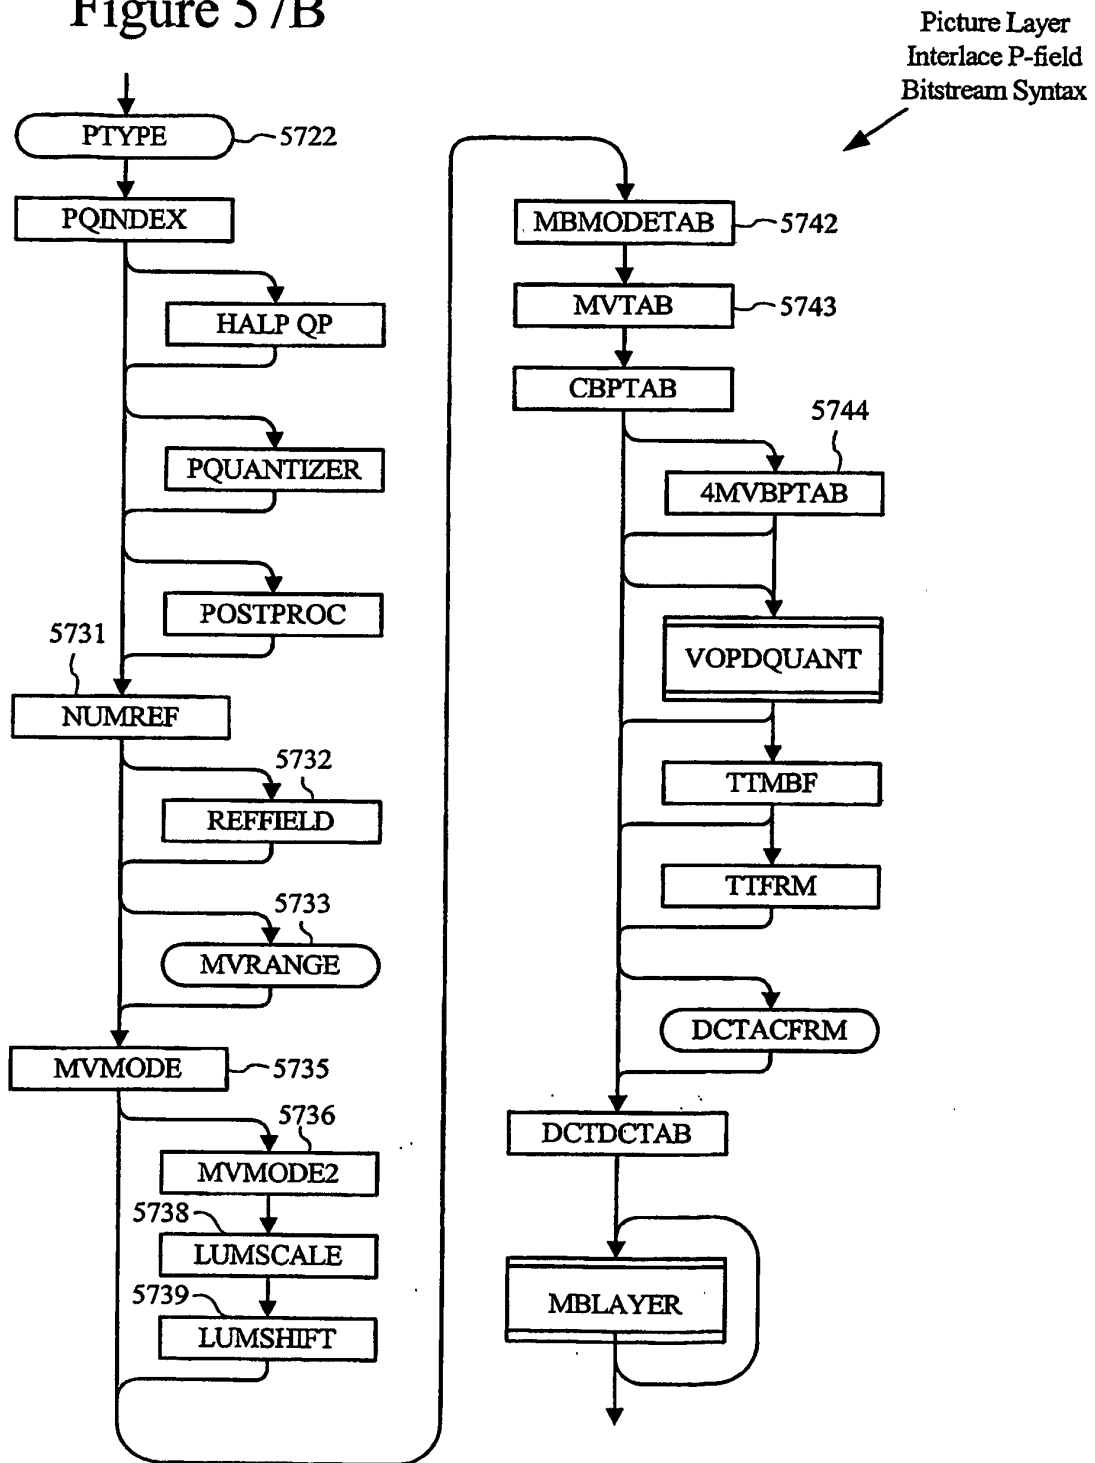 Figure 57B
Picture Layer
Interlace P-field
Bitstream Syntax
PTYPE
5722
PQINDEX
HALP QP
PQUANTIZER
POSTPROC
5731
NUMREF
5732
REFFIELD
5733
MVRANGE
MVMODE
5735
5736
MVMODE2
5738
LUMSCALE
5739
LUMSHIFT
MBMODETAB
5742
MVTAB
5743
CBPTAB
5744
4MVBPTAB
VOPDQUANT
TTMBF
TTFRM
DCTACFRM
DCTDCTAB
MBLAYER